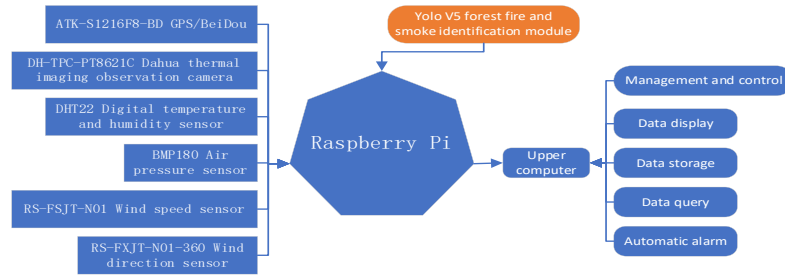 ATK-S1216F8-BD GPS/BeiDou
DH-TPC-PT8621C Dahua thermal
imaging observation camera
DHT22 Digital temperature
and humidity sensor
BMP180 Air
pressure sensor
RS-FSJT-N01 Wind speed sensor
RS-FXJT-N01-360 Wind
direction sensor
Yolo V5 forest fire and
smoke identification module
Raspberry Pi
Upper
computer
Management and control
Data display
Data storage
Data query
Automatic alarm